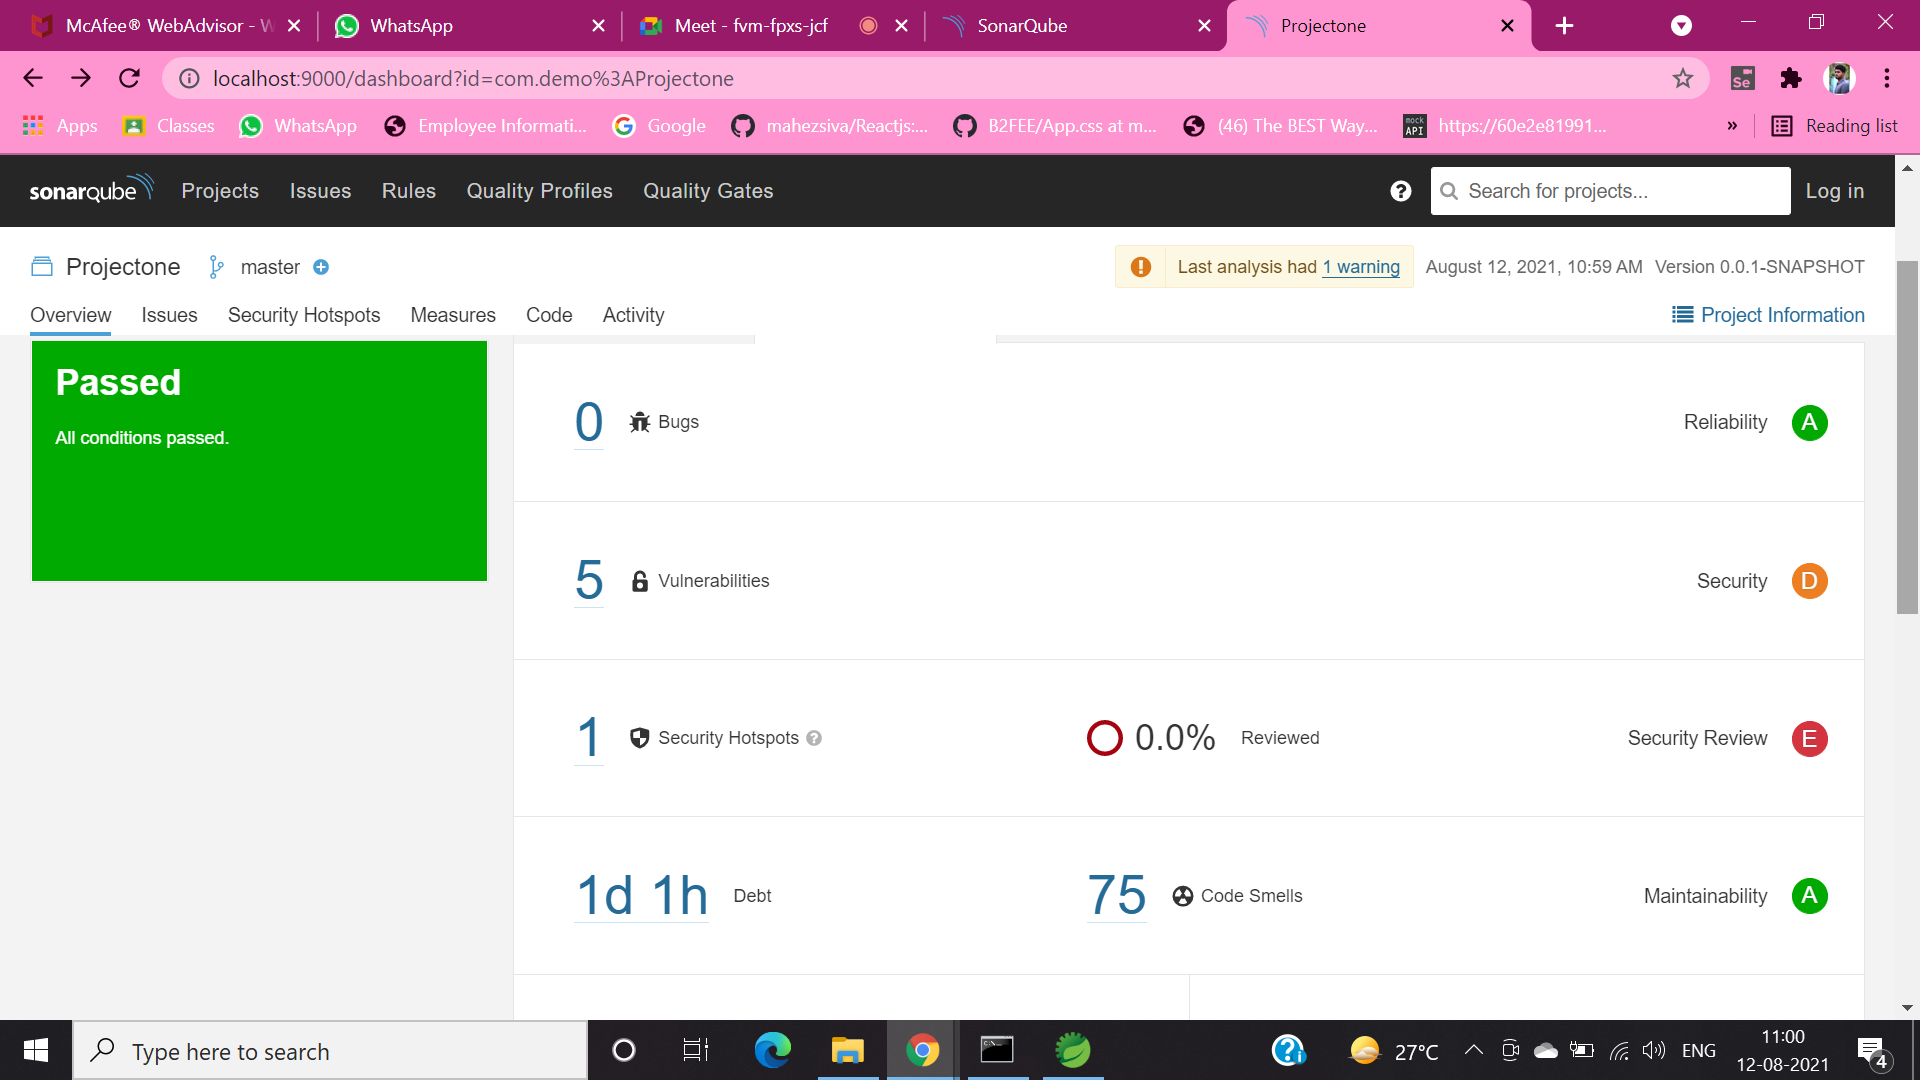 McAfee® WebAdvisor - W
WhatsApp
Meet - fvm-fpxs-jcf
SonarQube
Projectone
localhost:9000/dashboard?id=com.demo%3AProjectone
Se
Apps
Classes
WhatsApp
Employee Informati...
Google
mahezsiva/Reactjs:...
B2FEE/App.css at m...
(46) The BEST Way...
mock API
https://60e2e81991...
»
Reading list
sonarqube
Projects
Issues
Rules
Quality Profiles
Quality Gates
Search for projects...
Log in
Projectone
master
Last analysis had 1 warning
August 12, 2021, 10:59 AM
Version 0.0.1-SNAPSHOT
Overview
Issues
Security Hotspots
Measures
Code
Activity
Project Information
Passed
All conditions passed.
0 Bugs
Reliability A
5 Vulnerabilities
Security D
1 Security Hotspots ?
0.0% Reviewed
Security Review E
1d 1h Debt
75 Code Smells
Maintainability A
Type here to search
27°C
ENG
11:00
12-08-2021
4